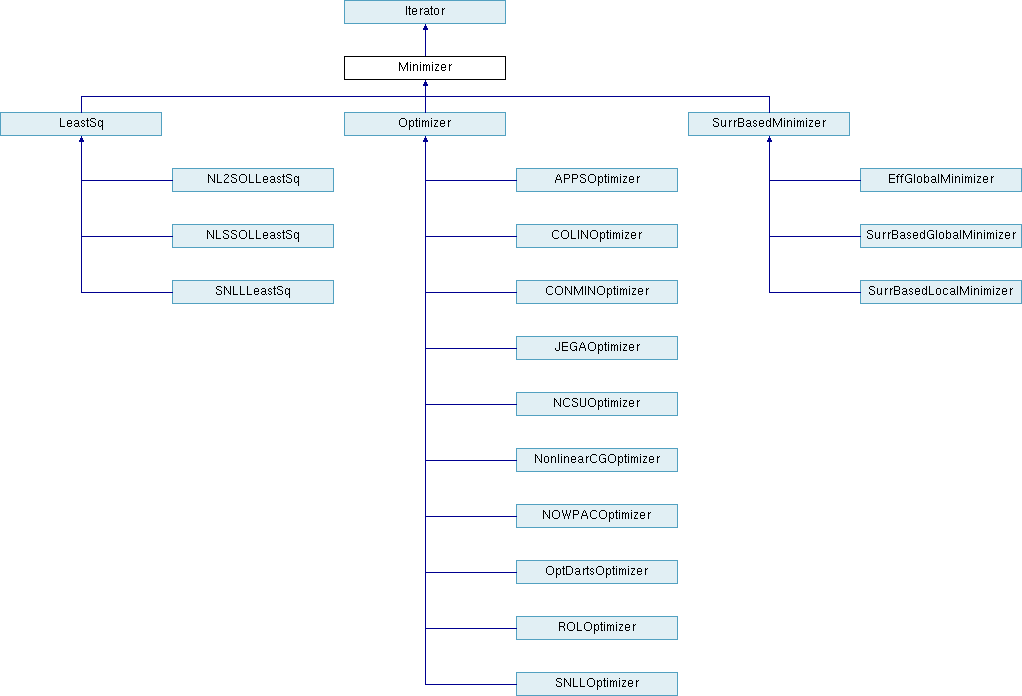 Iterator
Minimizer
LeastSq
Optimizer
SurrBasedMinimizer
NL2SOLLeastSq
APPSOptimizer
EffGlobalMinimizer
NLSSOLLeastSq
COLINOptimizer
SurrBasedGlobalMinimizer
SNLLLeastSq
CONMINOptimizer
SurrBasedLocalMinimizer
JEGAOptimizer
NCSUOptimizer
NonlinearCGOptimizer
NOWPACOptimizer
OptDartsOptimizer
ROLOptimizer
SNLLOptimizer